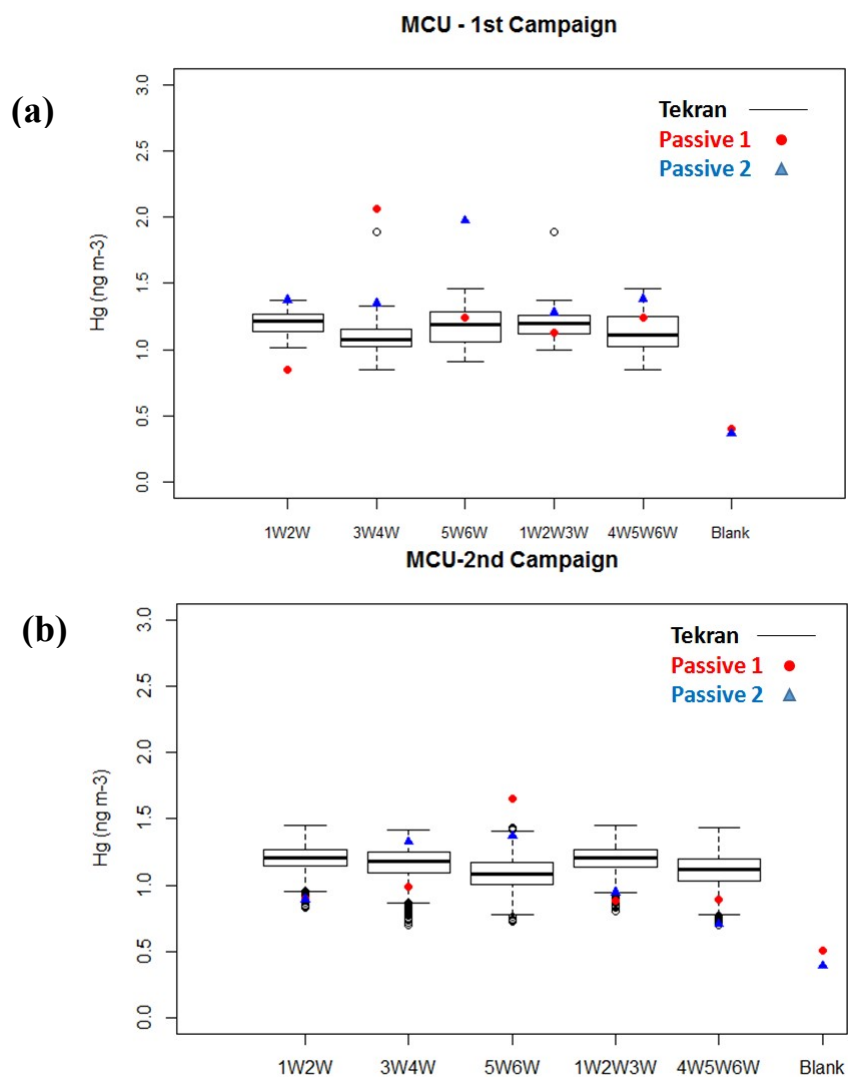 MCU - 1st Campaign
(a)
Hg (ng m-3)
3.0
2.5
2.0
1.5
1.0
0.5
0.0
Tekran
Passive 1
Passive 2
1W2W 3W4W 5W6W 1W2W3W 4W5W6W Blank
MCU-2nd Campaign
(b)
Hg (ng m-3)
3.0
2.5
2.0
1.5
1.0
0.5
0.0
Tekran
Passive 1
Passive 2
1W2W 3W4W 5W6W 1W2W3W 4W5W6W Blank